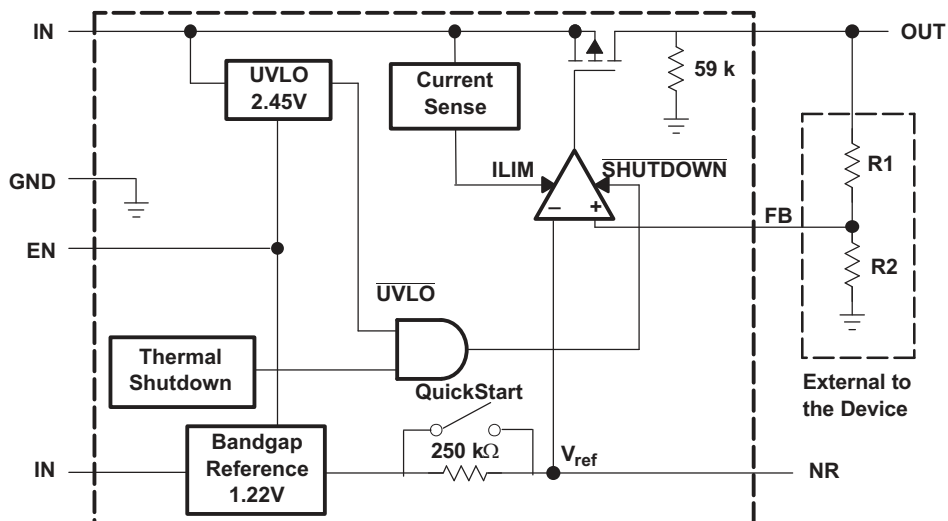 IN
OUT
UVLO
2.45V
Current
Sense
59 k
GND
ILIM
SHUTDOWN
R1
− +
FB
EN
R2
UVLO
Thermal
Shutdown
QuickStart
External to
the Device
IN
Bandgap
Reference
1.22V
250 kΩ
Vref
NR